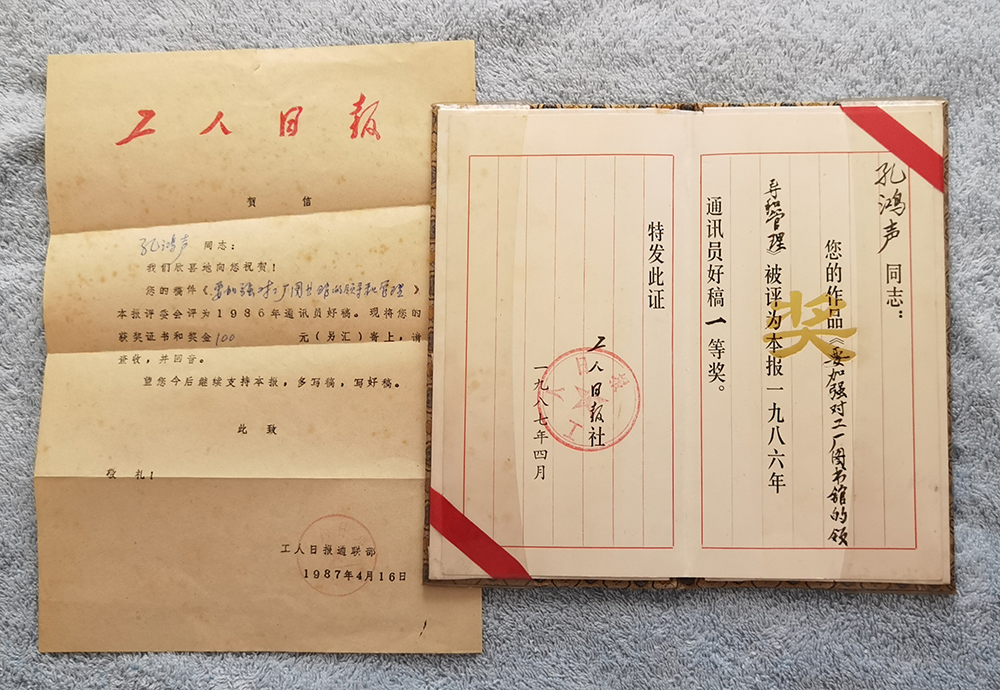 工人日报
贺 信
孔鸿声 同志：
我们欣喜地向您祝贺！
您的稿件《要加强对工厂图书馆的领导和管理》
本报评委会评为1986年通讯员好稿。现将您的
获奖证书和奖金100 元（另汇）寄上，请
查收，并回音。
望您今后继续支持本报，多写稿，写好稿。
此 致
敬 礼！
工人日报通联部
1987年4月16日
奖
孔鸿声 同志：
您的作品《要加强对工厂图书馆的领
导和管理》被评为本报一九八六年
通讯员好稿一等奖。
特发此证
工人日报社
一九八七年四月